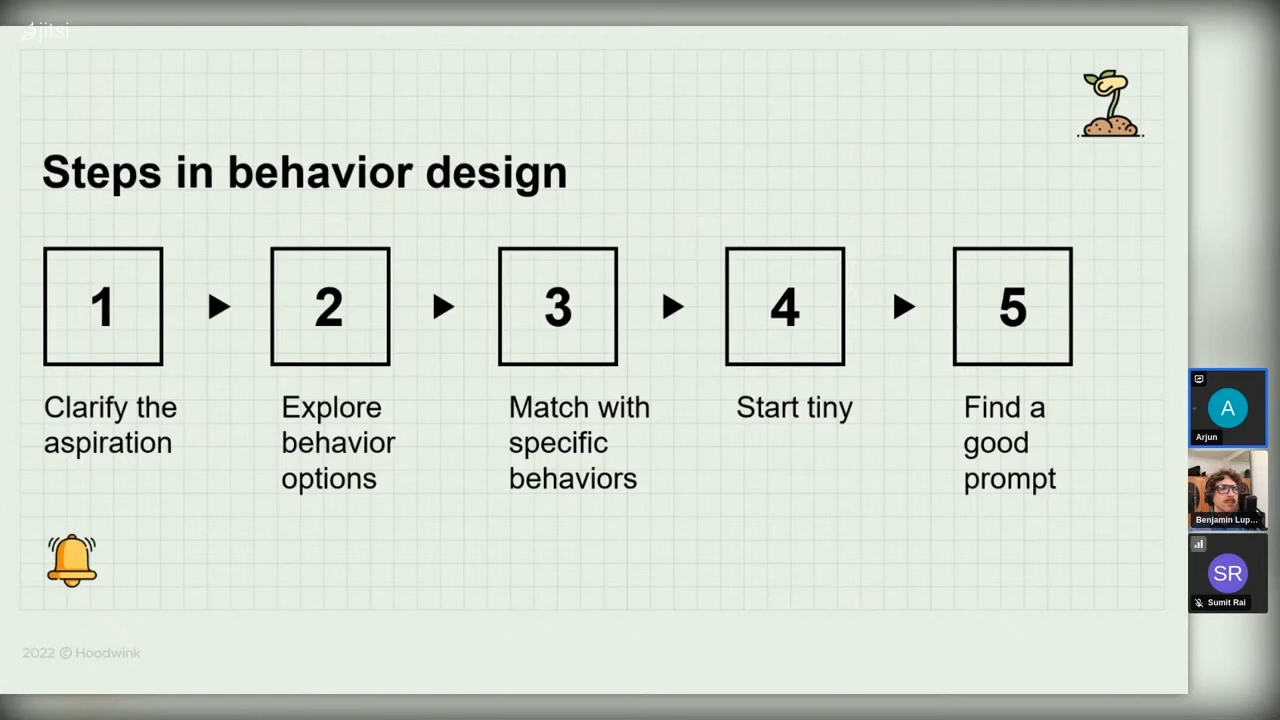 jitsi
Steps in behavior design
1
2
3
4
5
Clarify the
aspiration
Explore
behavior
options
Match with
specific
behaviors
Start tiny
Find a
good
prompt
2022 © Hoodwink
A
Arjun
Benjamin Lup...
SR
Sumit Rai